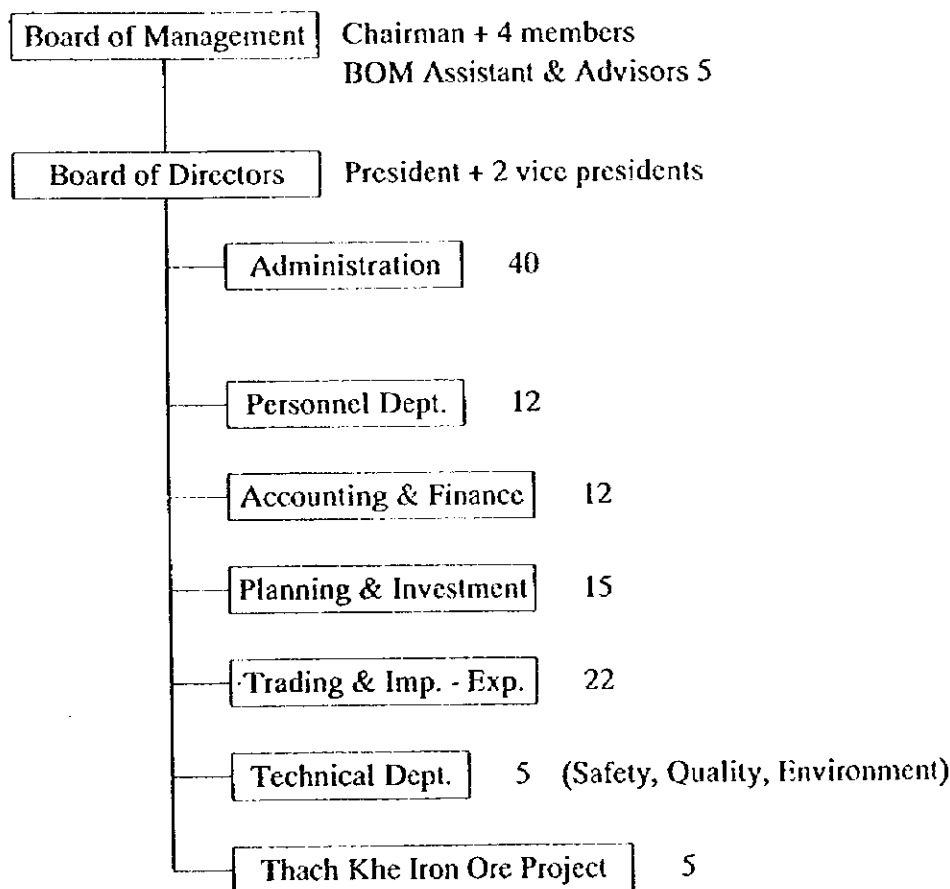 Board of Management Chairman + 4 members
BOM Assistant & Advisors 5
Board of Directors President + 2 vice presidents
Administration 40
Personnel Dept. 12
Accounting & Finance 12
Planning & Investment 15
Trading & Imp. - Exp. 22
Technical Dept. 5 (Safety, Quality, Environment)
Thach Khe Iron Ore Project 5